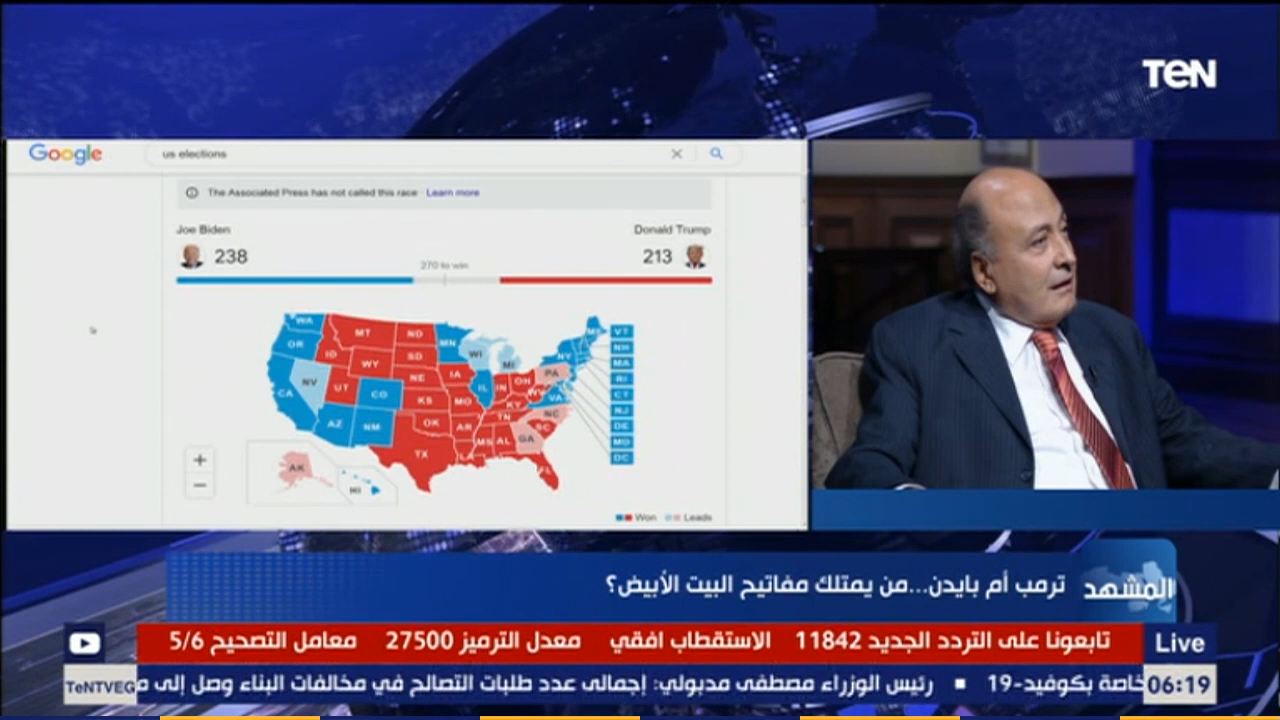 TeN
Google
us elections
The Associated Press has not called this race · Learn more
Joe Biden
Donald Trump
238
270 to win
213
WA
MT
ND
MN
ME
VT
OR
ID
WY
SD
WI
MI
NY
NH
MA
NV
UT
NE
IA
PA
RI
CA
CO
KS
MO
IL
IN
OH
WV
VA
CT
KY
NJ
AZ
NM
OK
AR
TN
NC
DE
SC
MD
TX
LA
MS
AL
GA
DC
AK
HI
FL
+
−
Won
Leads
المشهد
ترمب أم بايدن...من يمتلك مفاتيح البيت الأبيض؟
Live
تابعونا على التردد الجديد 11842 الاستقطاب افقي معدل الترميز 27500 معامل التصحيح 5/6
06:19
خاصة بكوفيد-19 ■ رئيس الوزراء مصطفى مدبولي: إجمالى عدد طلبات التصالح في مخالفات البناء وصل إلى
TeNTVEG